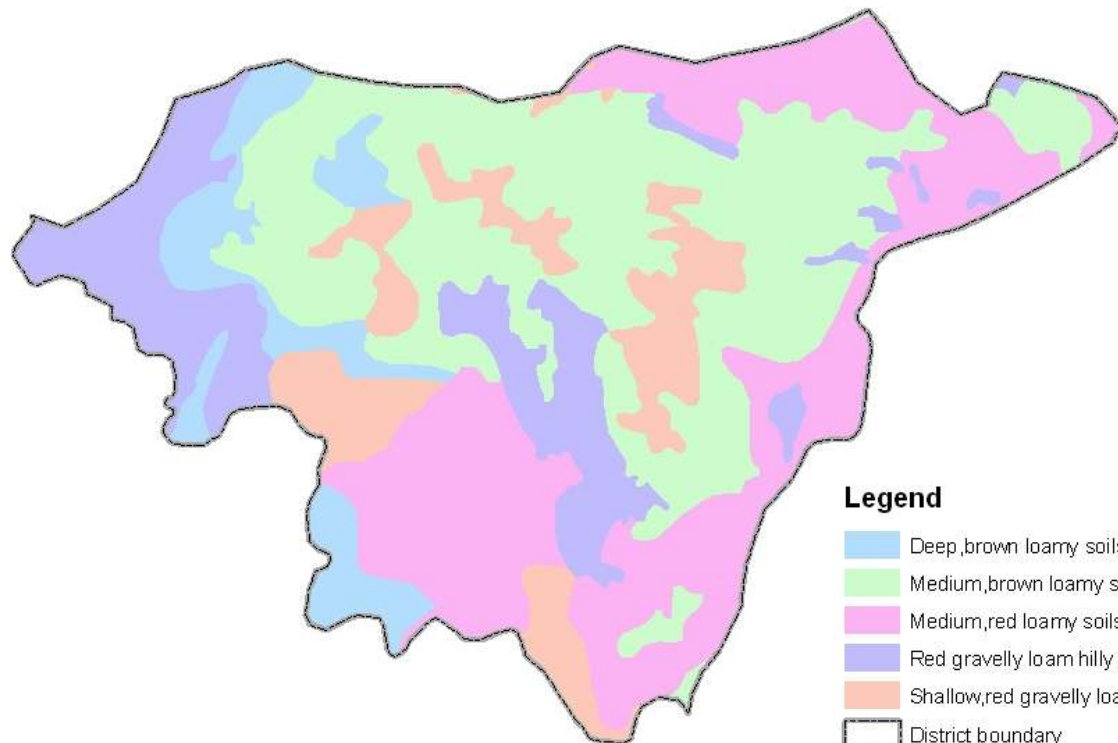 Legend
Deep,brown loamy soils
Medium,brown loamy s
Medium,red loamy soils
Red gravelly loam hilly
Shallow,red gravelly loa
District boundary